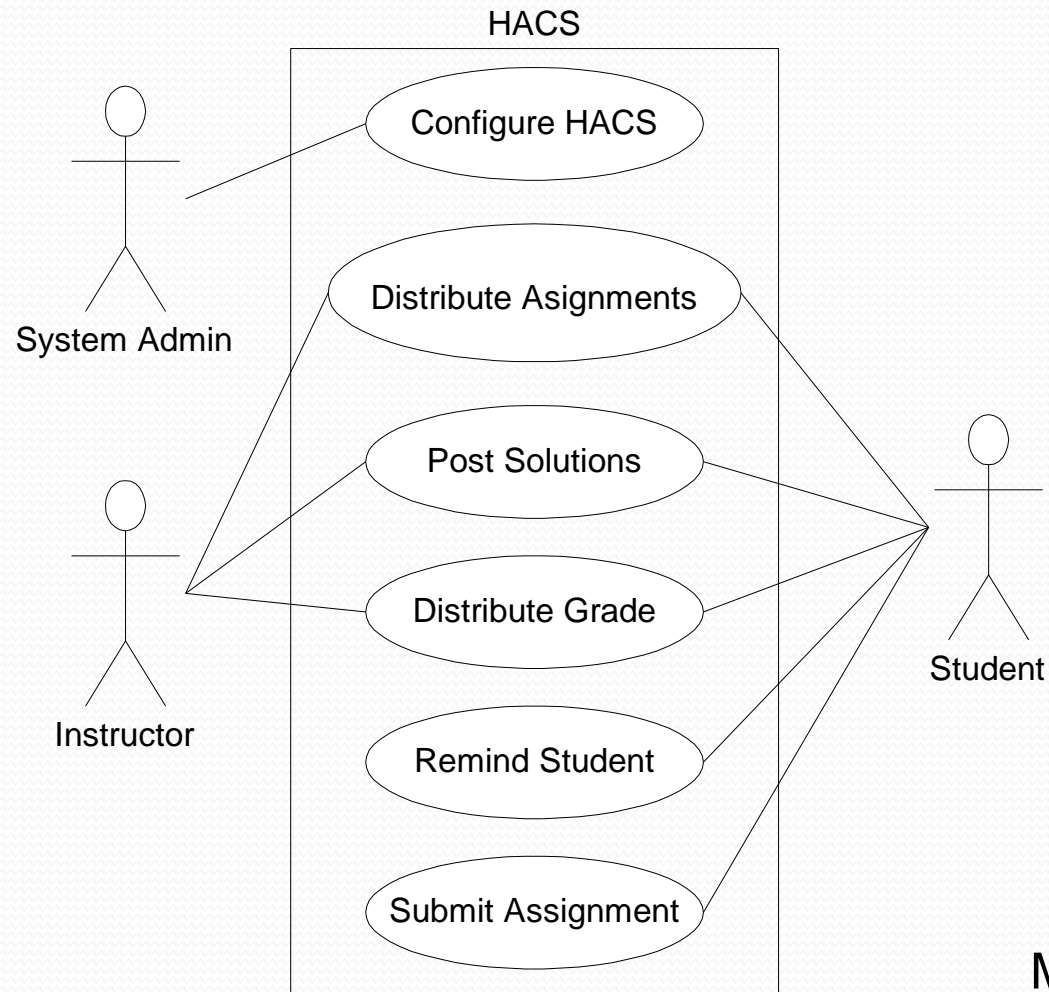 HACS
Configure HACS
Distribute Asignments
System Admin
Post Solutions
Distribute Grade
Student
Instructor
Remind Student
Submit Assignment
M